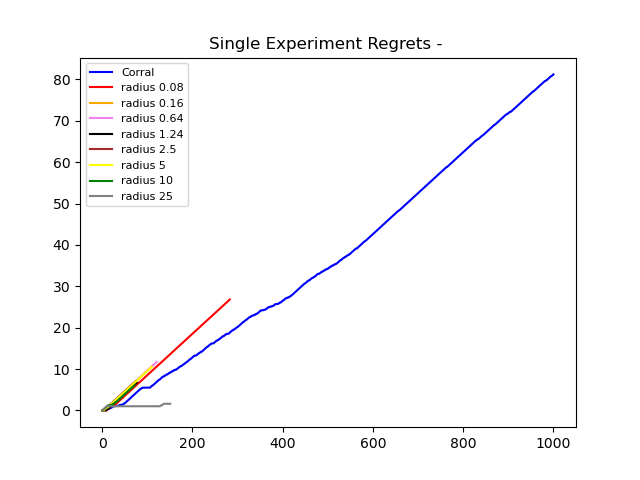 Single Experiment Regrets -
Corral
radius 0.08
radius 0.16
radius 0.64
radius 1.24
radius 2.5
radius 5
radius 10
radius 25
80
70
60
50
40
30
20
10
0
0 200 400 600 800 1000